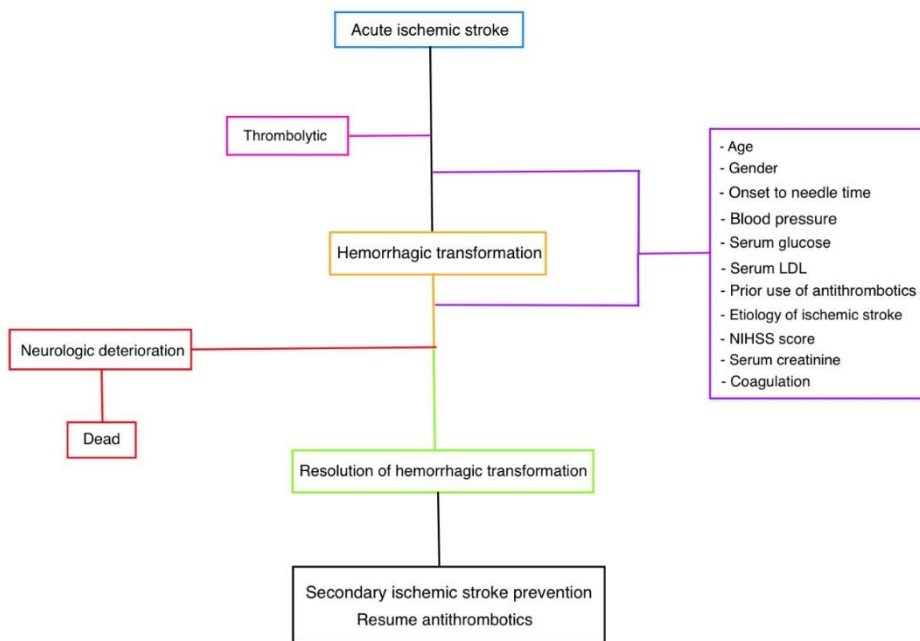 Acute ischemic stroke
Thrombolytic
- Age
- Gender
- Onset to needle time
- Blood pressure
- Serum glucose
- Serum LDL
- Prior use of antithrombotics
- Etiology of ischemic stroke
- NIHSS score
- Serum creatinine
- Coagulation
Hemorrhagic transformation
Neurologic deterioration
Dead
Resolution of hemorrhagic transformation
Secondary ischemic stroke prevention
Resume antithrombotics